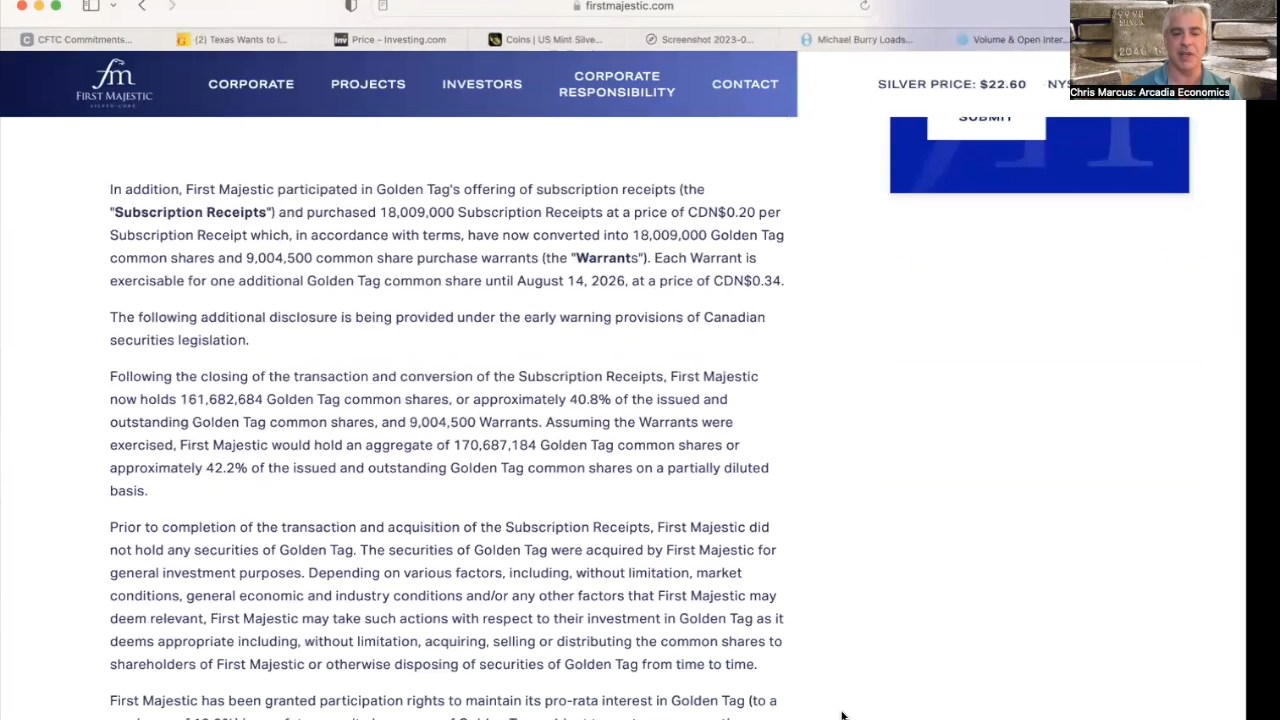 firstmajestic.com
CFTC Commitments...
(2) Texas Wants to i...
Price - Investing.com
Coins | US Mint Silve...
Screenshot 2023-0...
Michael Burry Loads...
Volume & Open Inter...
Chris Marcus: Arcadia Economics
fm
FIRST MAJESTIC
SILVER CORP
CORPORATE
PROJECTS
INVESTORS
CORPORATE
RESPONSIBILITY
CONTACT
SILVER PRICE: $22.60
NYS
SUBMIT
In addition, First Majestic participated in Golden Tag's offering of subscription receipts (the
"Subscription Receipts") and purchased 18,009,000 Subscription Receipts at a price of CDN$0.20 per
Subscription Receipt which, in accordance with terms, have now converted into 18,009,000 Golden Tag
common shares and 9,004,500 common share purchase warrants (the "Warrants"). Each Warrant is
exercisable for one additional Golden Tag common share until August 14, 2026, at a price of CDN$0.34.
The following additional disclosure is being provided under the early warning provisions of Canadian
securities legislation.
Following the closing of the transaction and conversion of the Subscription Receipts, First Majestic
now holds 161,682,684 Golden Tag common shares, or approximately 40.8% of the issued and
outstanding Golden Tag common shares, and 9,004,500 Warrants. Assuming the Warrants were
exercised, First Majestic would hold an aggregate of 170,687,184 Golden Tag common shares or
approximately 42.2% of the issued and outstanding Golden Tag common shares on a partially diluted
basis.
Prior to completion of the transaction and acquisition of the Subscription Receipts, First Majestic did
not hold any securities of Golden Tag. The securities of Golden Tag were acquired by First Majestic for
general investment purposes. Depending on various factors, including, without limitation, market
conditions, general economic and industry conditions and/or any other factors that First Majestic may
deem relevant, First Majestic may take such actions with respect to their investment in Golden Tag as it
deems appropriate including, without limitation, acquiring, selling or distributing the common shares to
shareholders of First Majestic or otherwise disposing of securities of Golden Tag from time to time.
First Majestic has been granted participation rights to maintain its pro-rata interest in Golden Tag (to a